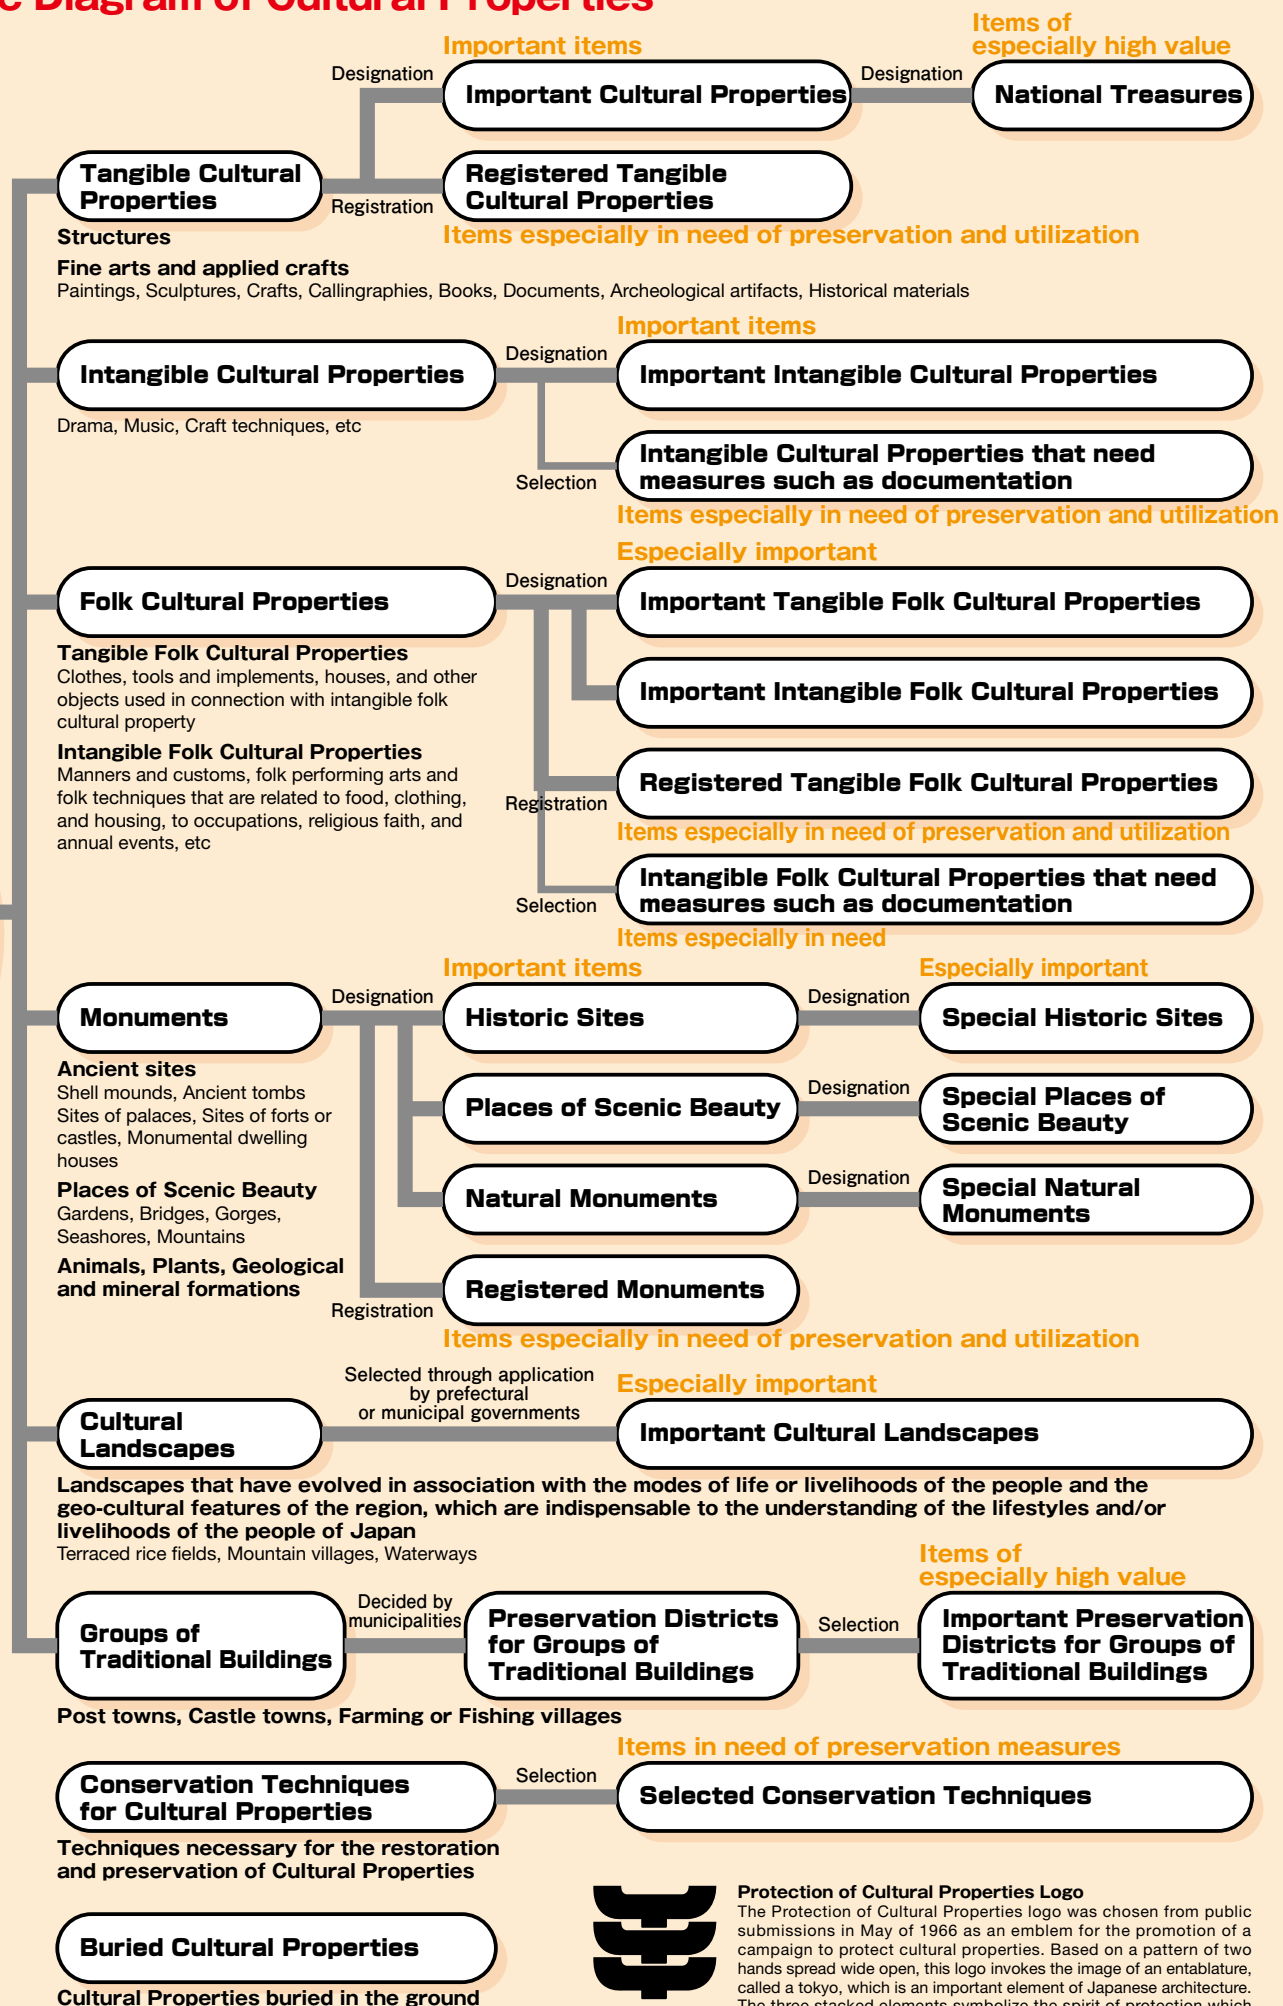 c Diagram of Cultural Properties
Items of
especially high value
Important items
Designation
Important Cultural Properties
Designation
National Treasures
Tangible Cultural
Properties
Registration
Registered Tangible
Cultural Properties
Items especially in need of preservation and utilization
Structures
Fine arts and applied crafts
Paintings, Sculptures, Crafts, Callingraphies, Books, Documents, Archeological artifacts, Historical materials
Important items
Designation
Intangible Cultural Properties
Important Intangible Cultural Properties
Drama, Music, Craft techniques, etc
Selection
Intangible Cultural Properties that need
measures such as documentation
Items especially in need of preservation and utilization
Especially important
Designation
Folk Cultural Properties
Important Tangible Folk Cultural Properties
Tangible Folk Cultural Properties
Clothes, tools and implements, houses, and other
objects used in connection with intangible folk
cultural property
Important Intangible Folk Cultural Properties
Intangible Folk Cultural Properties
Manners and customs, folk performing arts and
folk techniques that are related to food, clothing,
and housing, to occupations, religious faith, and
annual events, etc
Registration
Registered Tangible Folk Cultural Properties
Items especially in need of preservation and utilization
Selection
Intangible Folk Cultural Properties that need
measures such as documentation
Items especially in need
Important items
Especially important
Monuments
Designation
Historic Sites
Designation
Special Historic Sites
Ancient sites
Shell mounds, Ancient tombs
Sites of palaces, Sites of forts or
castles, Monumental dwelling
houses
Places of Scenic Beauty
Designation
Special Places of
Scenic Beauty
Places of Scenic Beauty
Gardens, Bridges, Gorges,
Seashores, Mountains
Natural Monuments
Designation
Special Natural
Monuments
Animals, Plants, Geological
and mineral formations
Registration
Registered Monuments
Items especially in need of preservation and utilization
Selected through application
by prefectural
or municipal governments
Especially important
Cultural
Landscapes
Important Cultural Landscapes
Landscapes that have evolved in association with the modes of life or livelihoods of the people and the
geo-cultural features of the region, which are indispensable to the understanding of the lifestyles and/or
livelihoods of the people of Japan
Terraced rice fields, Mountain villages, Waterways
Items of
especially high value
Groups of
Traditional Buildings
Decided by
municipalities
Preservation Districts
for Groups of
Traditional Buildings
Selection
Important Preservation
Districts for Groups of
Traditional Buildings
Post towns, Castle towns, Farming or Fishing villages
Items in need of preservation measures
Conservation Techniques
for Cultural Properties
Selection
Selected Conservation Techniques
Techniques necessary for the restoration
and preservation of Cultural Properties
Buried Cultural Properties
Cultural Properties buried in the ground
Protection of Cultural Properties Logo
The Protection of Cultural Properties logo was chosen from public
submissions in May of 1966 as an emblem for the promotion of a
campaign to protect cultural properties. Based on a pattern of two
hands spread wide open, this logo invokes the image of an entablature,
called a tokyo, which is an important element of Japanese architecture.
The three stacked elements symbolize the spirit of protection which